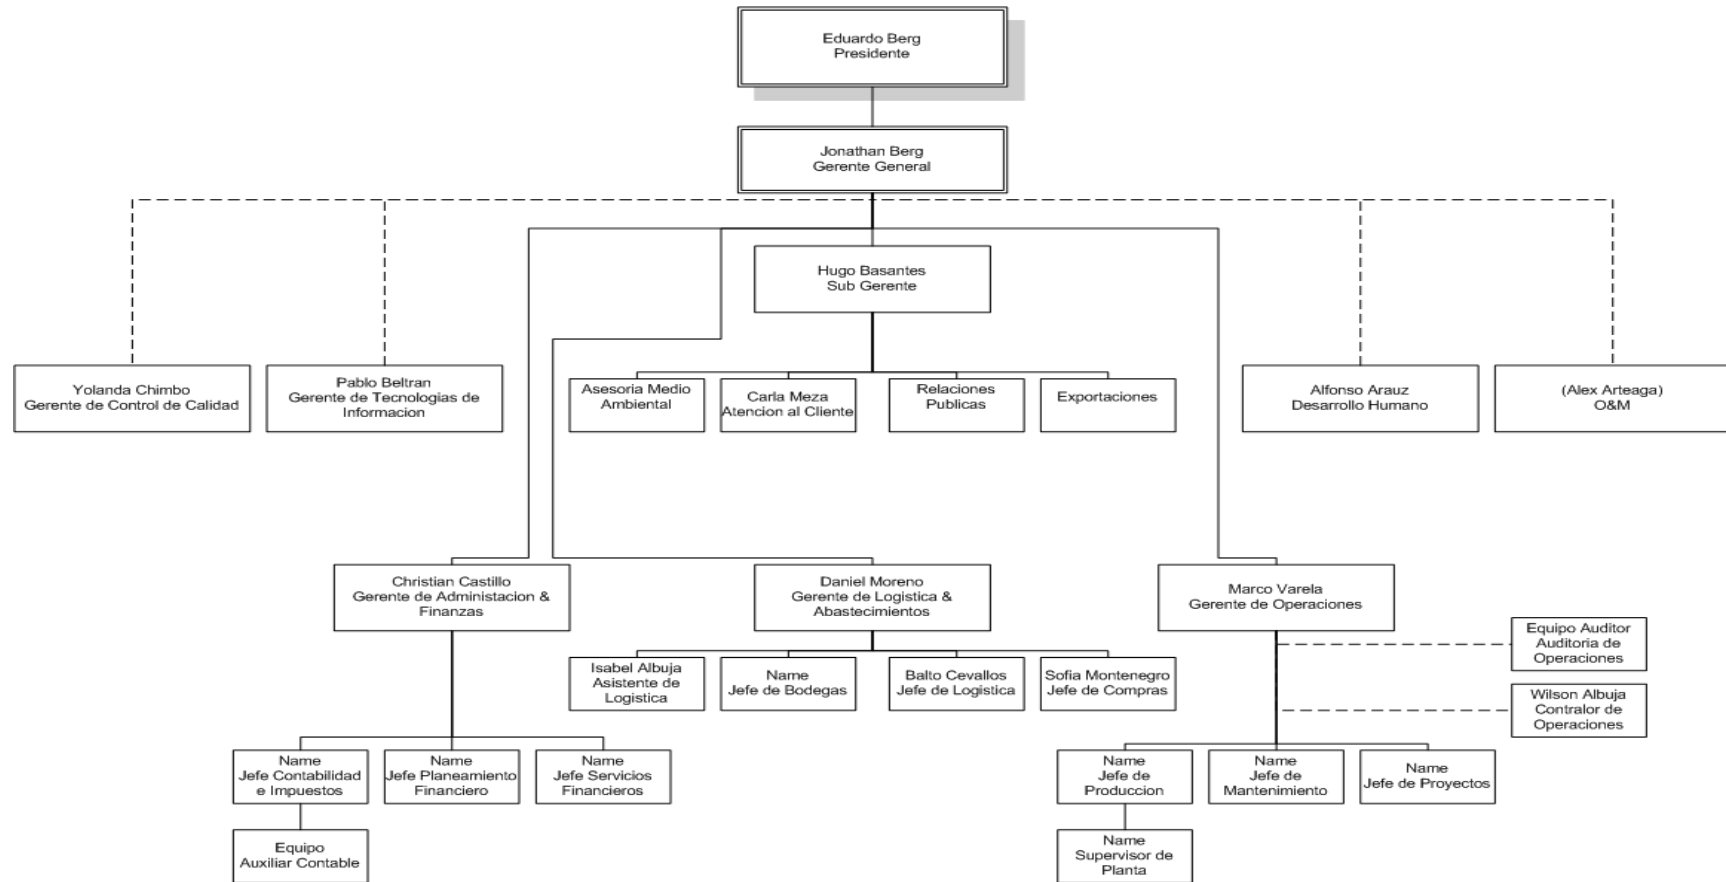 Eduardo Berg
Presidente
Jonathan Berg
Gerente General
Hugo Basantes
Sub Gerente
Yolanda Chimbo
Gerente de Control de Calidad
Pablo Beltran
Gerente de Tecnologias de
Informacion
Asesoria Medio
Ambiental
Carla Meza
Atencion al Cliente
Relaciones
Publicas
Exportaciones
Alfonso Arauz
Desarrollo Humano
(Alex Arteaga)
O&M
Christian Castillo
Gerente de Administacion &
Finanzas
Daniel Moreno
Gerente de Logistica &
Abastecimientos
Marco Varela
Gerente de Operaciones
Equipo Auditor
Auditoria de
Operaciones
Isabel Albuja
Asistente de
Logistica
Name
Jefe de Bodegas
Balto Cevallos
Jefe de Logistica
Sofia Montenegro
Jefe de Compras
Wilson Albuja
Contralor de
Operaciones
Name
Jefe Contabilidad
e Impuestos
Name
Jefe Planeamiento
Financiero
Name
Jefe Servicios
Financieros
Name
Jefe de
Produccion
Name
Jefe de
Mantenimiento
Name
Jefe de Proyectos
Equipo
Auxiliar Contable
Name
Supervisor de
Planta